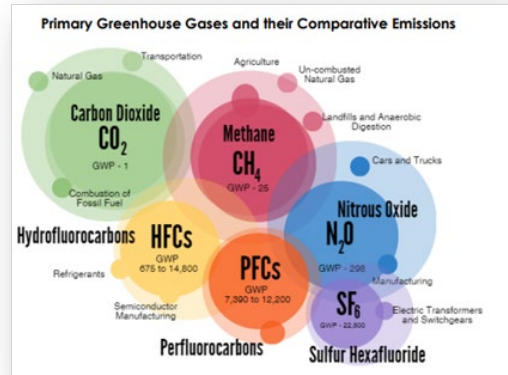 Primary Greenhouse Gases and their Comparative Emissions
Transportation
Natural Gas
Carbon Dioxide
CO2
GWP - 1
Combustion of
Fossil Fuel
Agriculture
Un-combusted
Natural Gas
Methane
CH4
GWP - 25
Landfills and Anaerobic
Digestion
Cars and Trucks
Nitrous Oxide
N2O
GWP - 298
Manufacturing
Hydrofluorocarbons
HFCs
GWP
675 to 14,800
Refrigerants
Semiconductor
Manufacturing
PFCs
GWP
7,390 to 12,200
Perfluorocarbons
SF6
GWP - 22,800
Electric Transformers
and Switchgears
Sulfur Hexafluoride